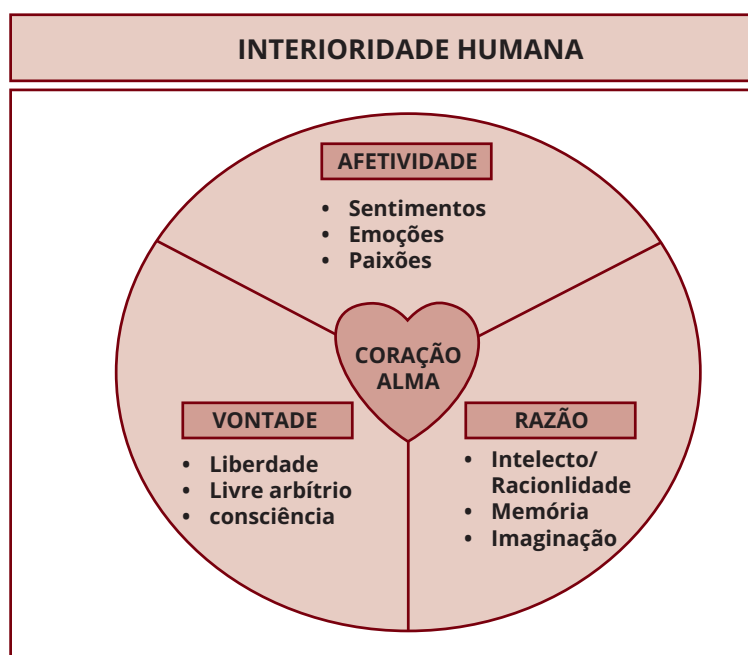 INTERIORIDADE HUMANA
AFETIVIDADE
• Sentimentos
• Emoções
• Paixões
CORAÇÃO
ALMA
VONTADE
• Liberdade
• Livre arbítrio
• consciência
RAZÃO
• Intelecto/
Racionlidade
• Memória
• Imaginação